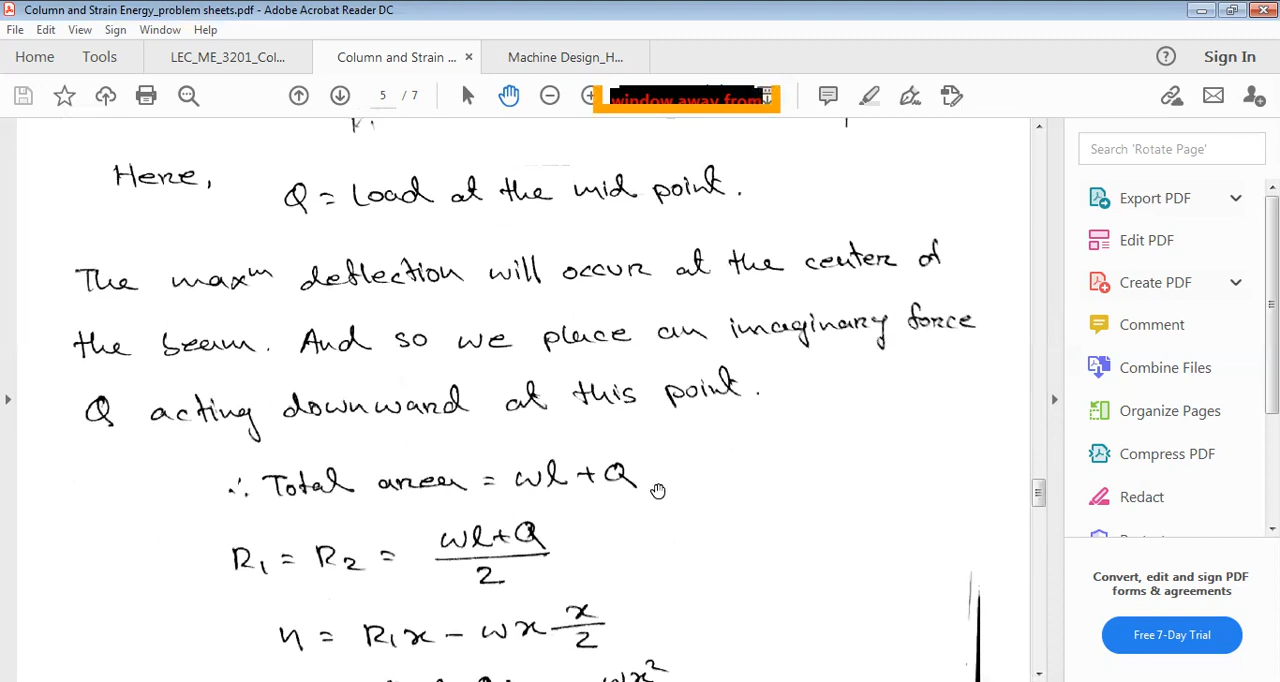 Column and Strain Energy_problem sheets.pdf - Adobe Acrobat Reader DC
File Edit View Sign Window Help
Home Tools LEC_ME_3201_Col... Column and Strain ... × Machine Design_H... Sign In
5 / 7 window away from
Here,
Q = Load at the mid point.
The maxᵐ deflection will occur at the center of
the beam. And so we place an imaginary force
Q acting downward at this point.
∴ Total area = wl + Q
R₁ = R₂ = (wl+Q)/2
M = R₁x - wx x/2
wx²
Search 'Rotate Page'
Export PDF
Edit PDF
Create PDF
Comment
Combine Files
Organize Pages
Compress PDF
Redact
Convert, edit and sign PDF
forms & agreements
Free 7-Day Trial